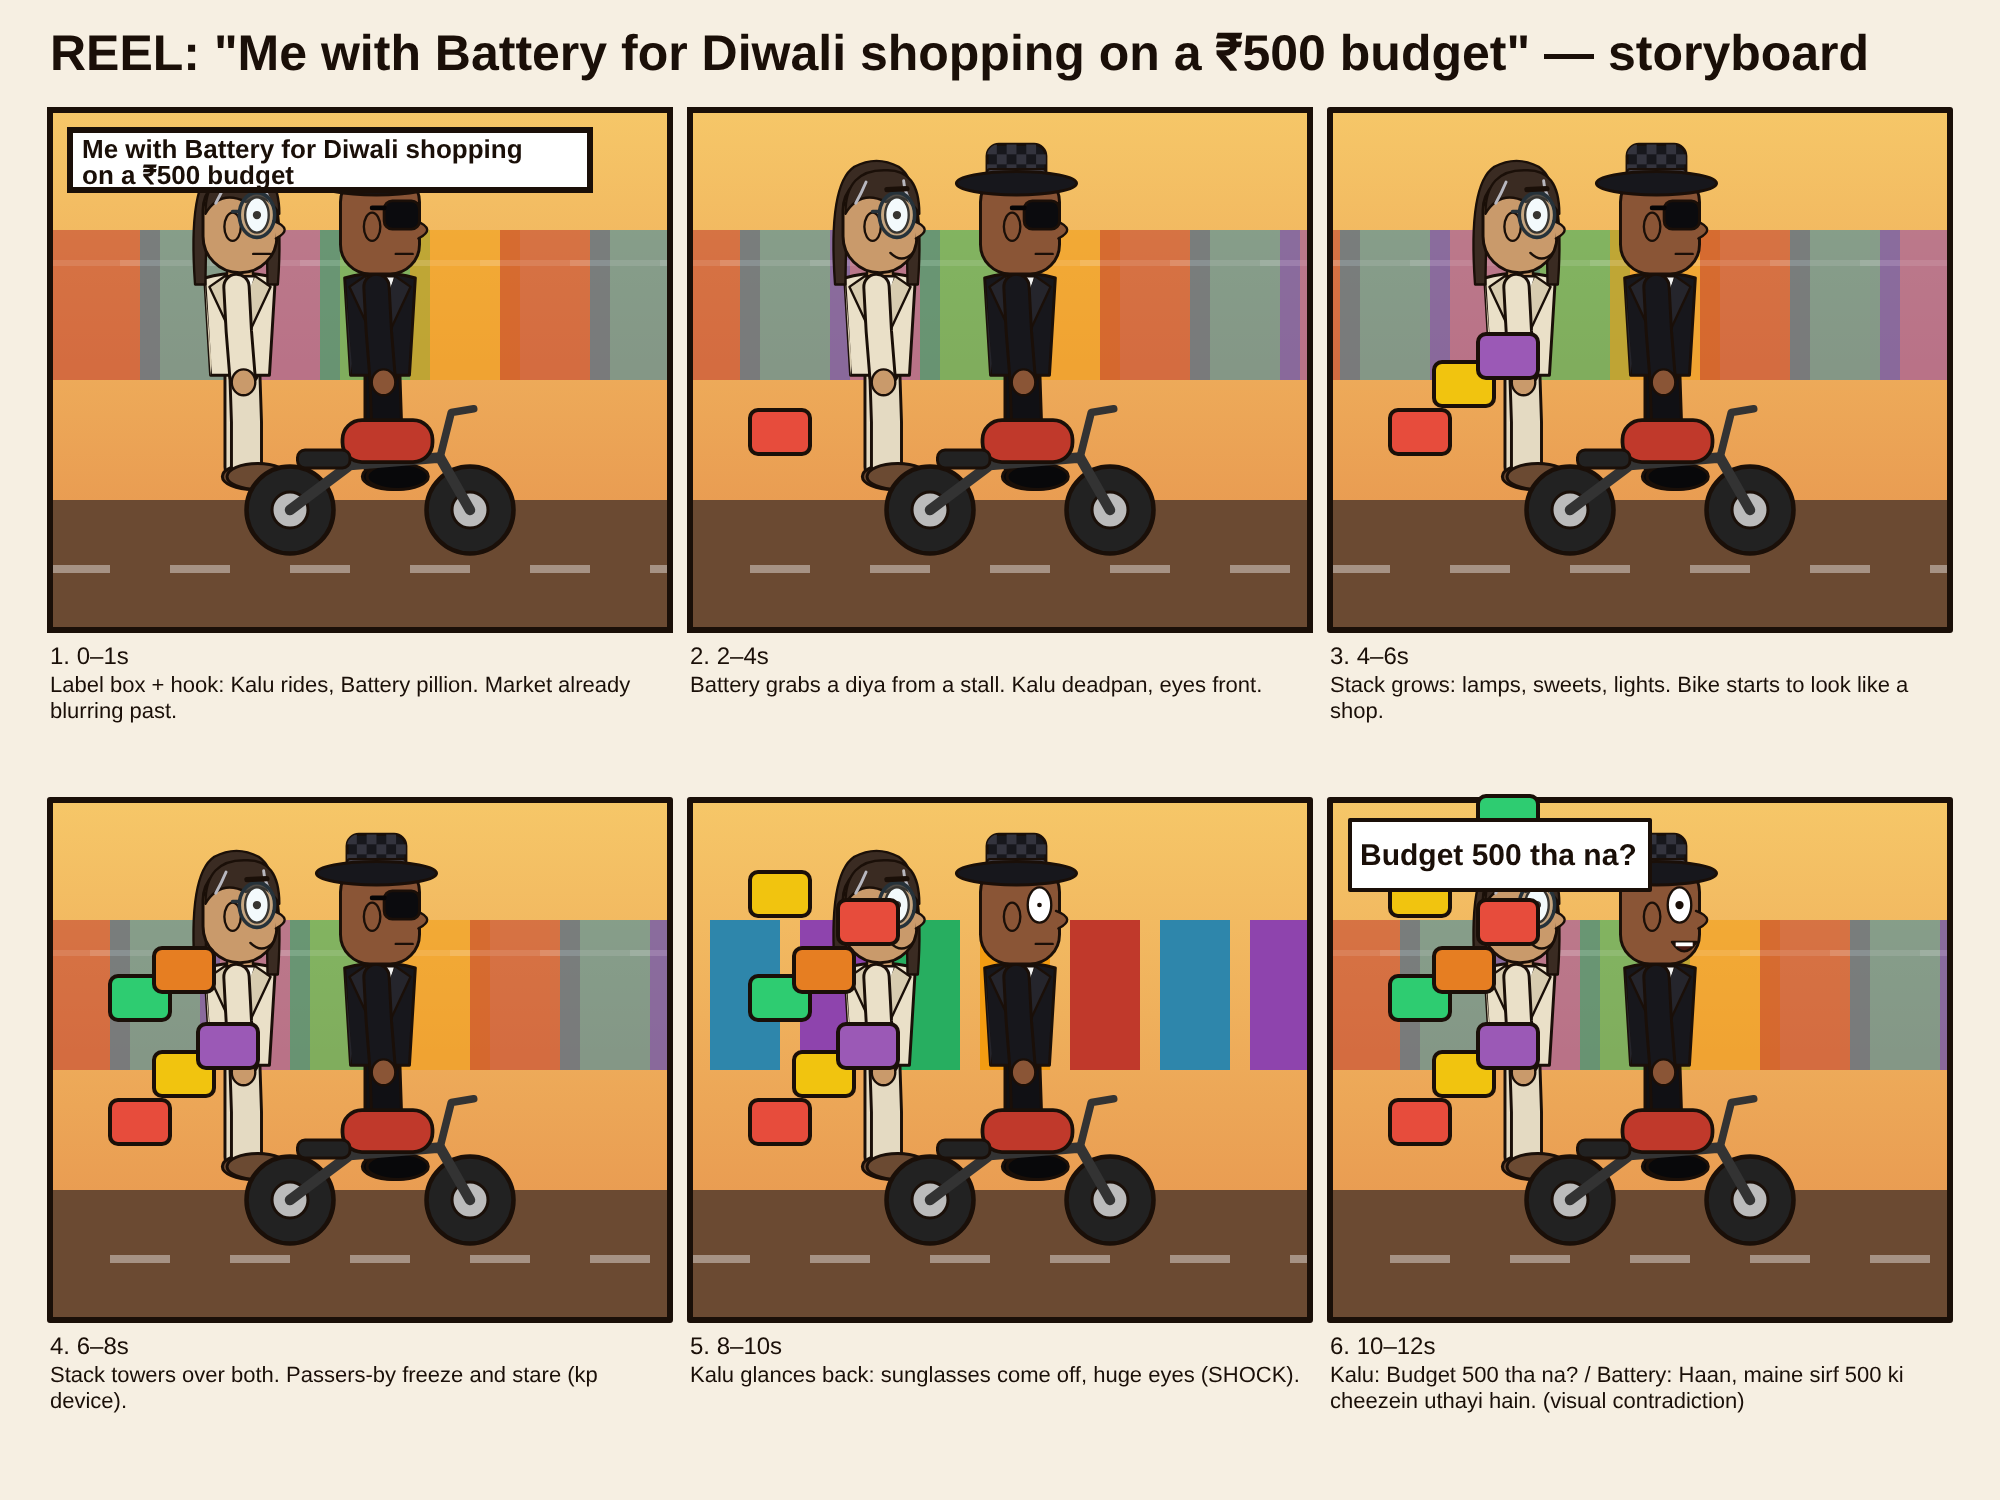 REEL: "Me with Battery for Diwali shopping on a ₹500 budget" — storyboard
Me with Battery for Diwali shopping
on a ₹500 budget
1. 0–1s
Label box + hook: Kalu rides, Battery pillion. Market already
blurring past.
2. 2–4s
Battery grabs a diya from a stall. Kalu deadpan, eyes front.
3. 4–6s
Stack grows: lamps, sweets, lights. Bike starts to look like a
shop.
4. 6–8s
Stack towers over both. Passers-by freeze and stare (kp
device).
5. 8–10s
Kalu glances back: sunglasses come off, huge eyes (SHOCK).
Budget 500 tha na?
6. 10–12s
Kalu: Budget 500 tha na? / Battery: Haan, maine sirf 500 ki
cheezein uthayi hain. (visual contradiction)